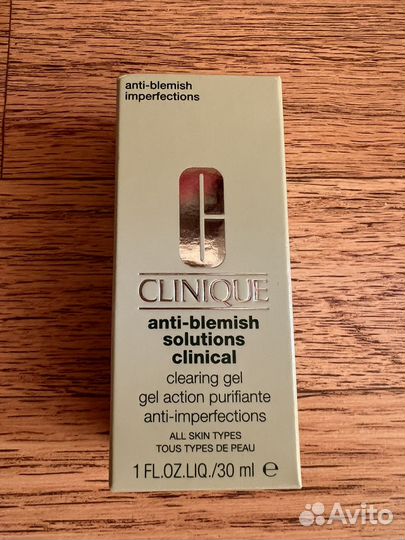 anti-blemish
imperfections
CLINIQUE
anti-blemish
solutions
clinical
clearing gel
gel action purifiante
anti-imperfections
ALL SKIN TYPES
TOUS TYPES DE PEAU
1 FL.OZ.LIQ./30 ml ℮
Avito